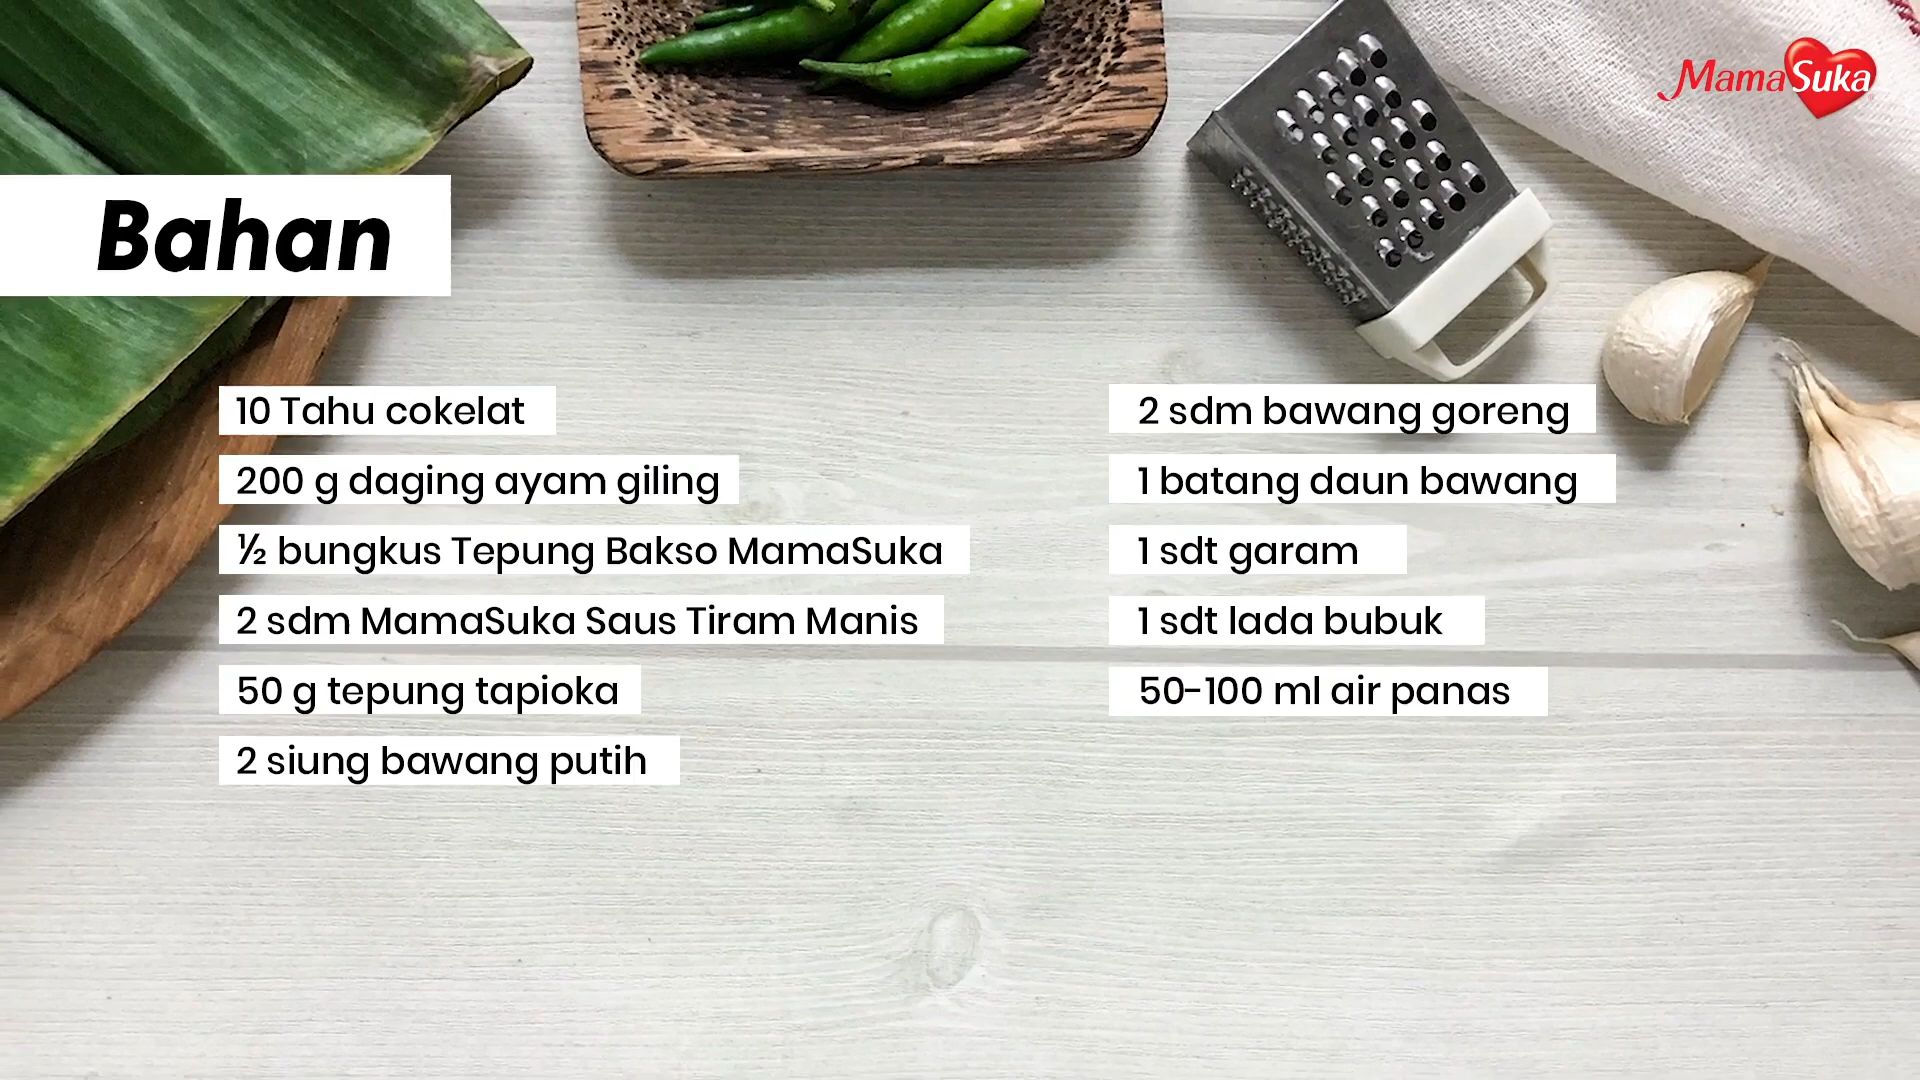 MamaSuka
Bahan
10 Tahu cokelat
200 g daging ayam giling
½ bungkus Tepung Bakso MamaSuka
2 sdm MamaSuka Saus Tiram Manis
50 g tepung tapioka
2 siung bawang putih
2 sdm bawang goreng
1 batang daun bawang
1 sdt garam
1 sdt lada bubuk
50-100 ml air panas